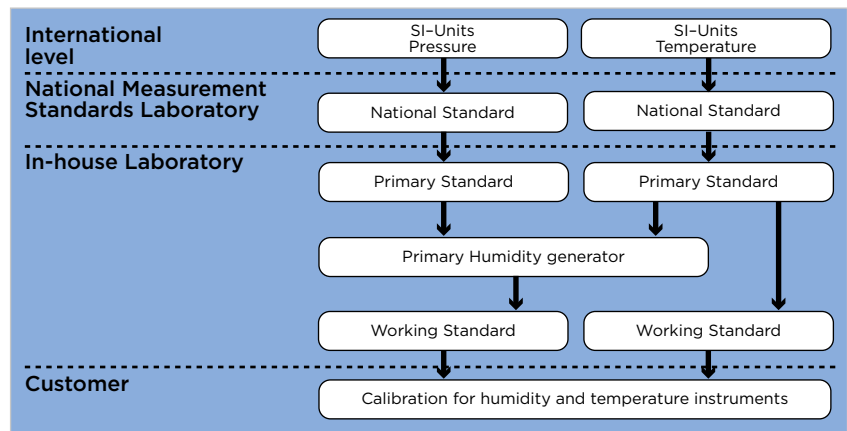 International
level
SI–Units
Pressure
SI–Units
Temperature
National Measurement
Standards Laboratory
National Standard
National Standard
In-house Laboratory
Primary Standard
Primary Standard
Primary Humidity generator
Working Standard
Working Standard
Customer
Calibration for humidity and temperature instruments